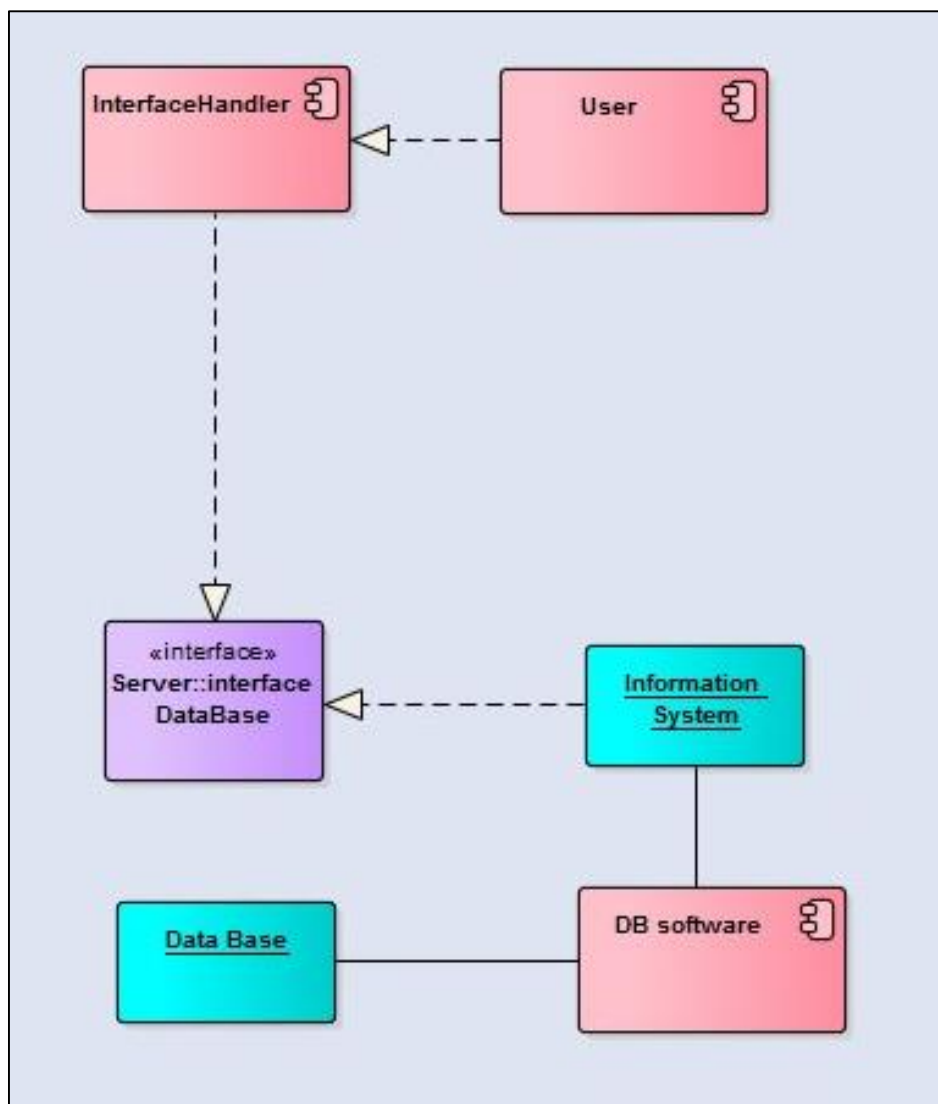 InterfaceHandler
User
«interface»
Server::interface
DataBase
Information
System
Data Base
DB software